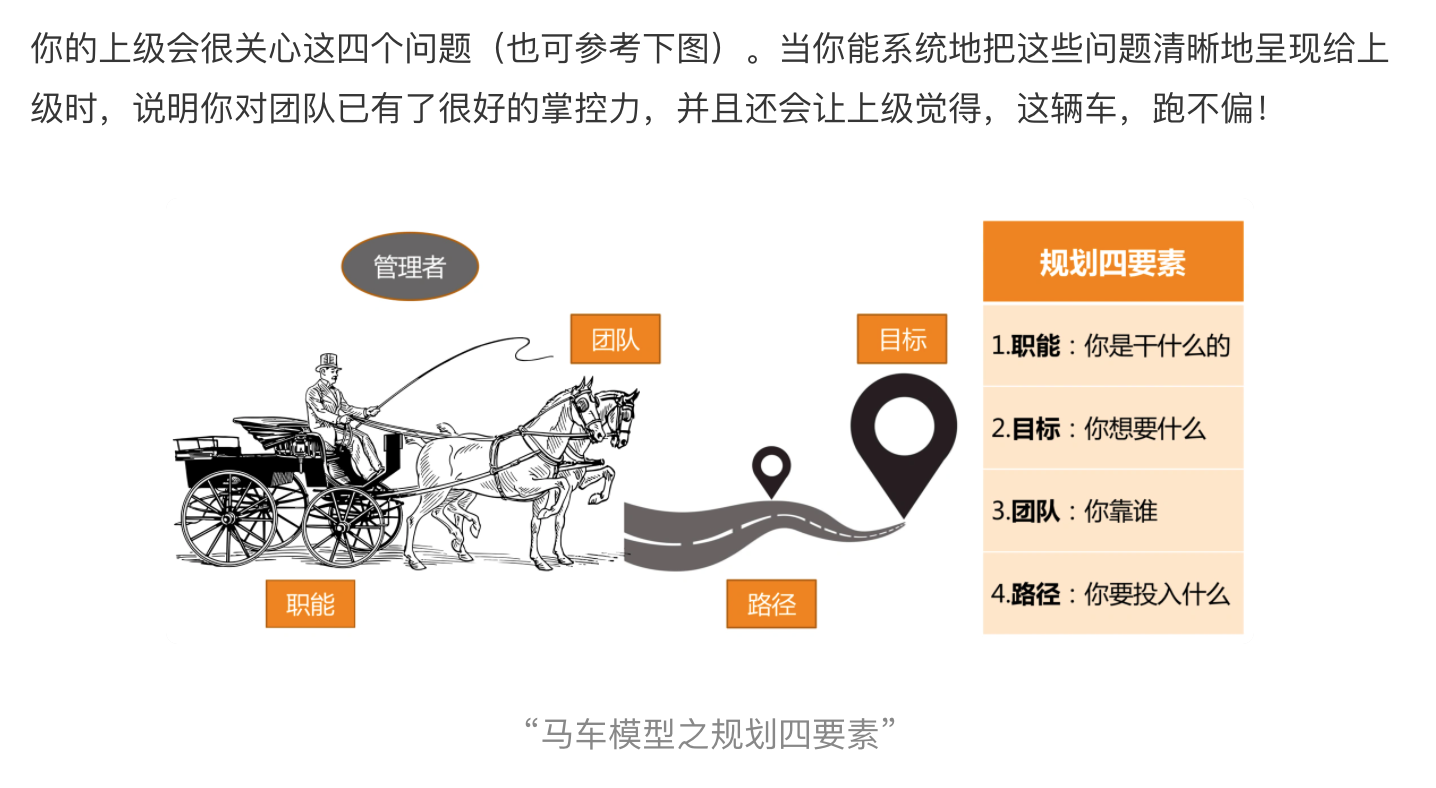 你的上级会很关心这四个问题（也可参考下图）。当你能系统地把这些问题清晰地呈现给上
级时，说明你对团队已有了很好的掌控力，并且还会让上级觉得，这辆车，跑不偏！
管理者
团队
目标
职能
路径
规划四要素
1.职能：你是干什么的
2.目标：你想要什么
3.团队：你靠谁
4.路径：你要投入什么
“马车模型之规划四要素”